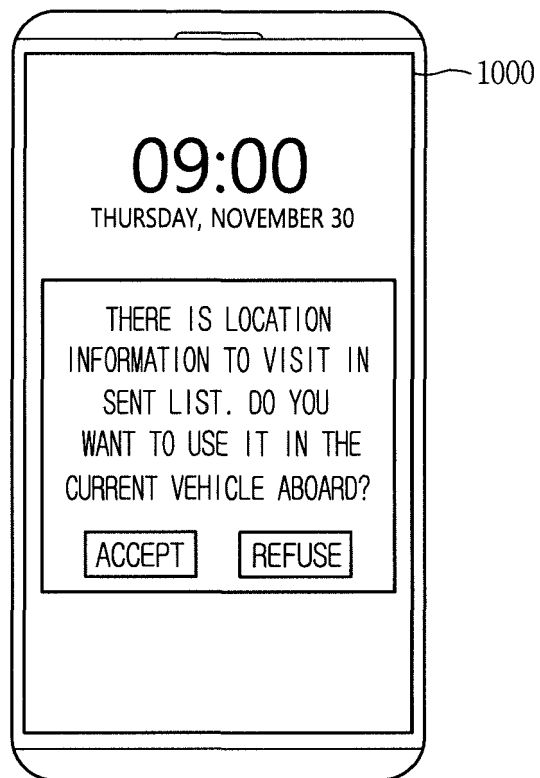 1000
09:00
THURSDAY, NOVEMBER 30
THERE IS LOCATION
INFORMATION TO VISIT IN
SENT LIST. DO YOU
WANT TO USE IT IN THE
CURRENT VEHICLE ABOARD?
ACCEPT REFUSE